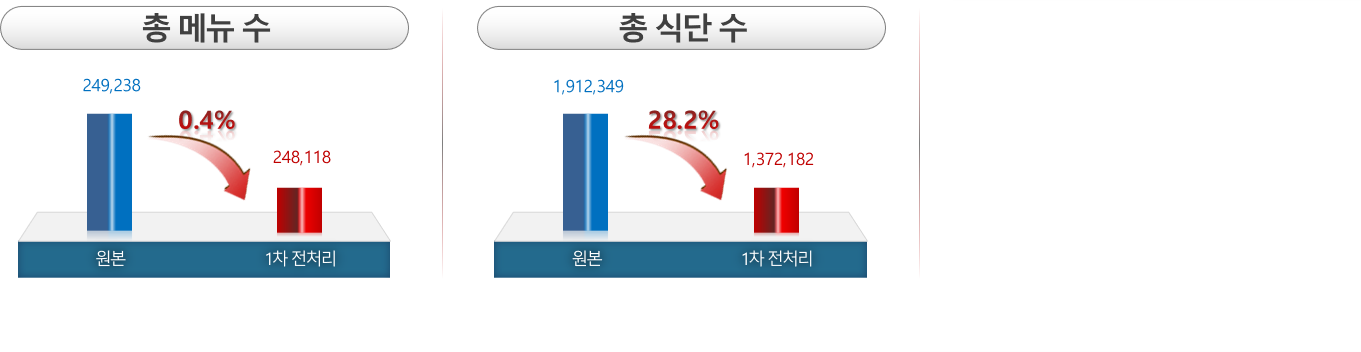 총 메뉴 수
249,238
0.4%
248,118
원본
1차 전처리
총 식단 수
1,912,349
28.2%
1,372,182
원본
1차 전처리